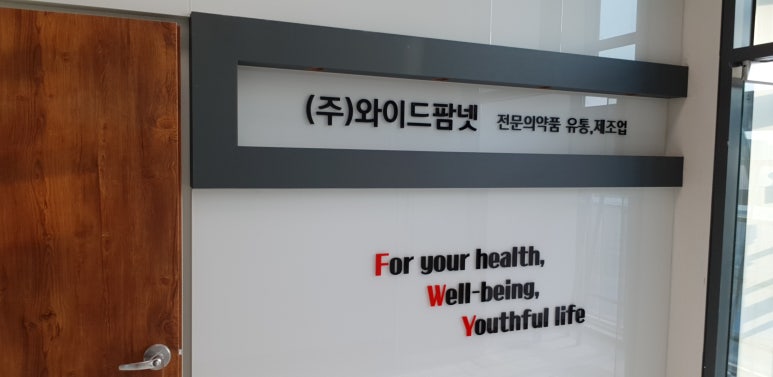 (주)와이드팜넷 전문의약품 유통,제조업
For your health,
Well-being,
Youthful life